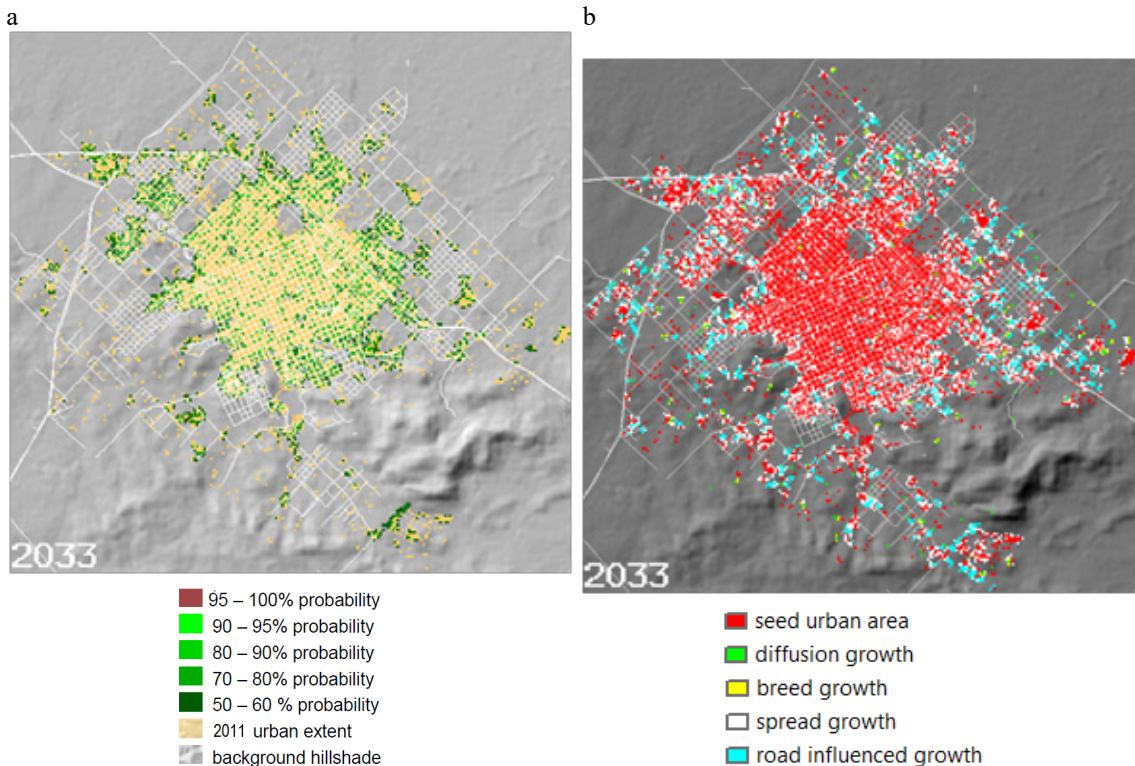 a
b
2033
2033
95 – 100% probability
90 – 95% probability
80 – 90% probability
70 – 80% probability
50 – 60 % probability
2011 urban extent
background hillshade
seed urban area
diffusion growth
breed growth
spread growth
road influenced growth